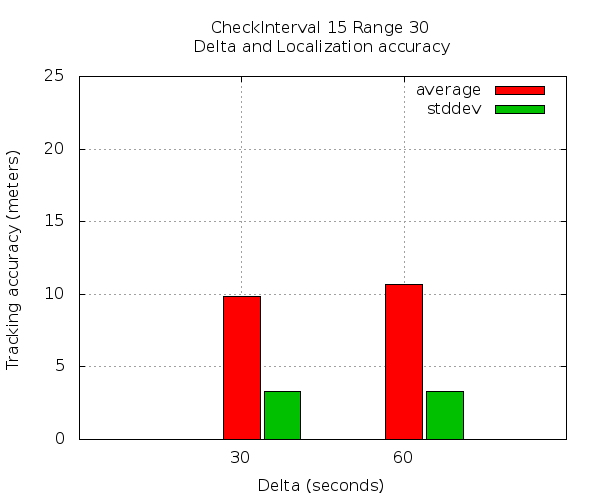 CheckInterval 15 Range 30
Delta and Localization accuracy
25
20
15
10
5
0
average
stddev
Tracking accuracy (meters)
30
60
Delta (seconds)